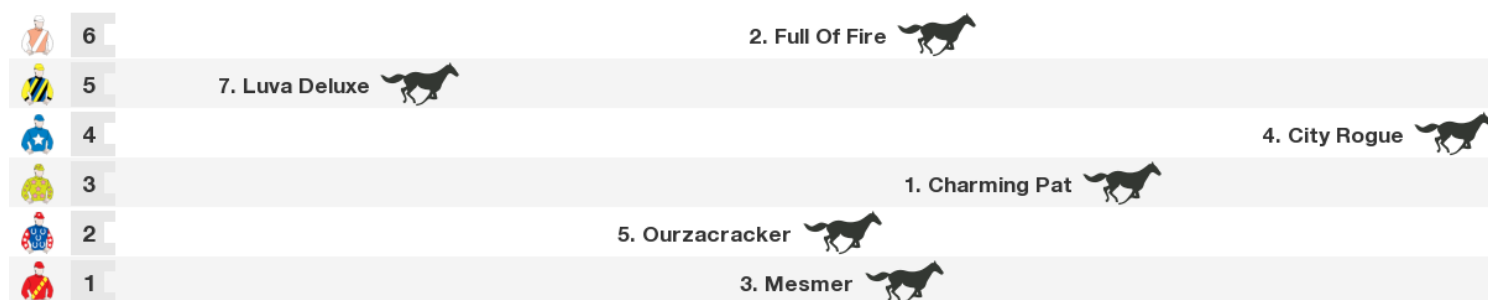 6 2. Full Of Fire
5 7. Luva Deluxe
4 4. City Rogue
3 1. Charming Pat
2 5. Ourzacracker
1 3. Mesmer